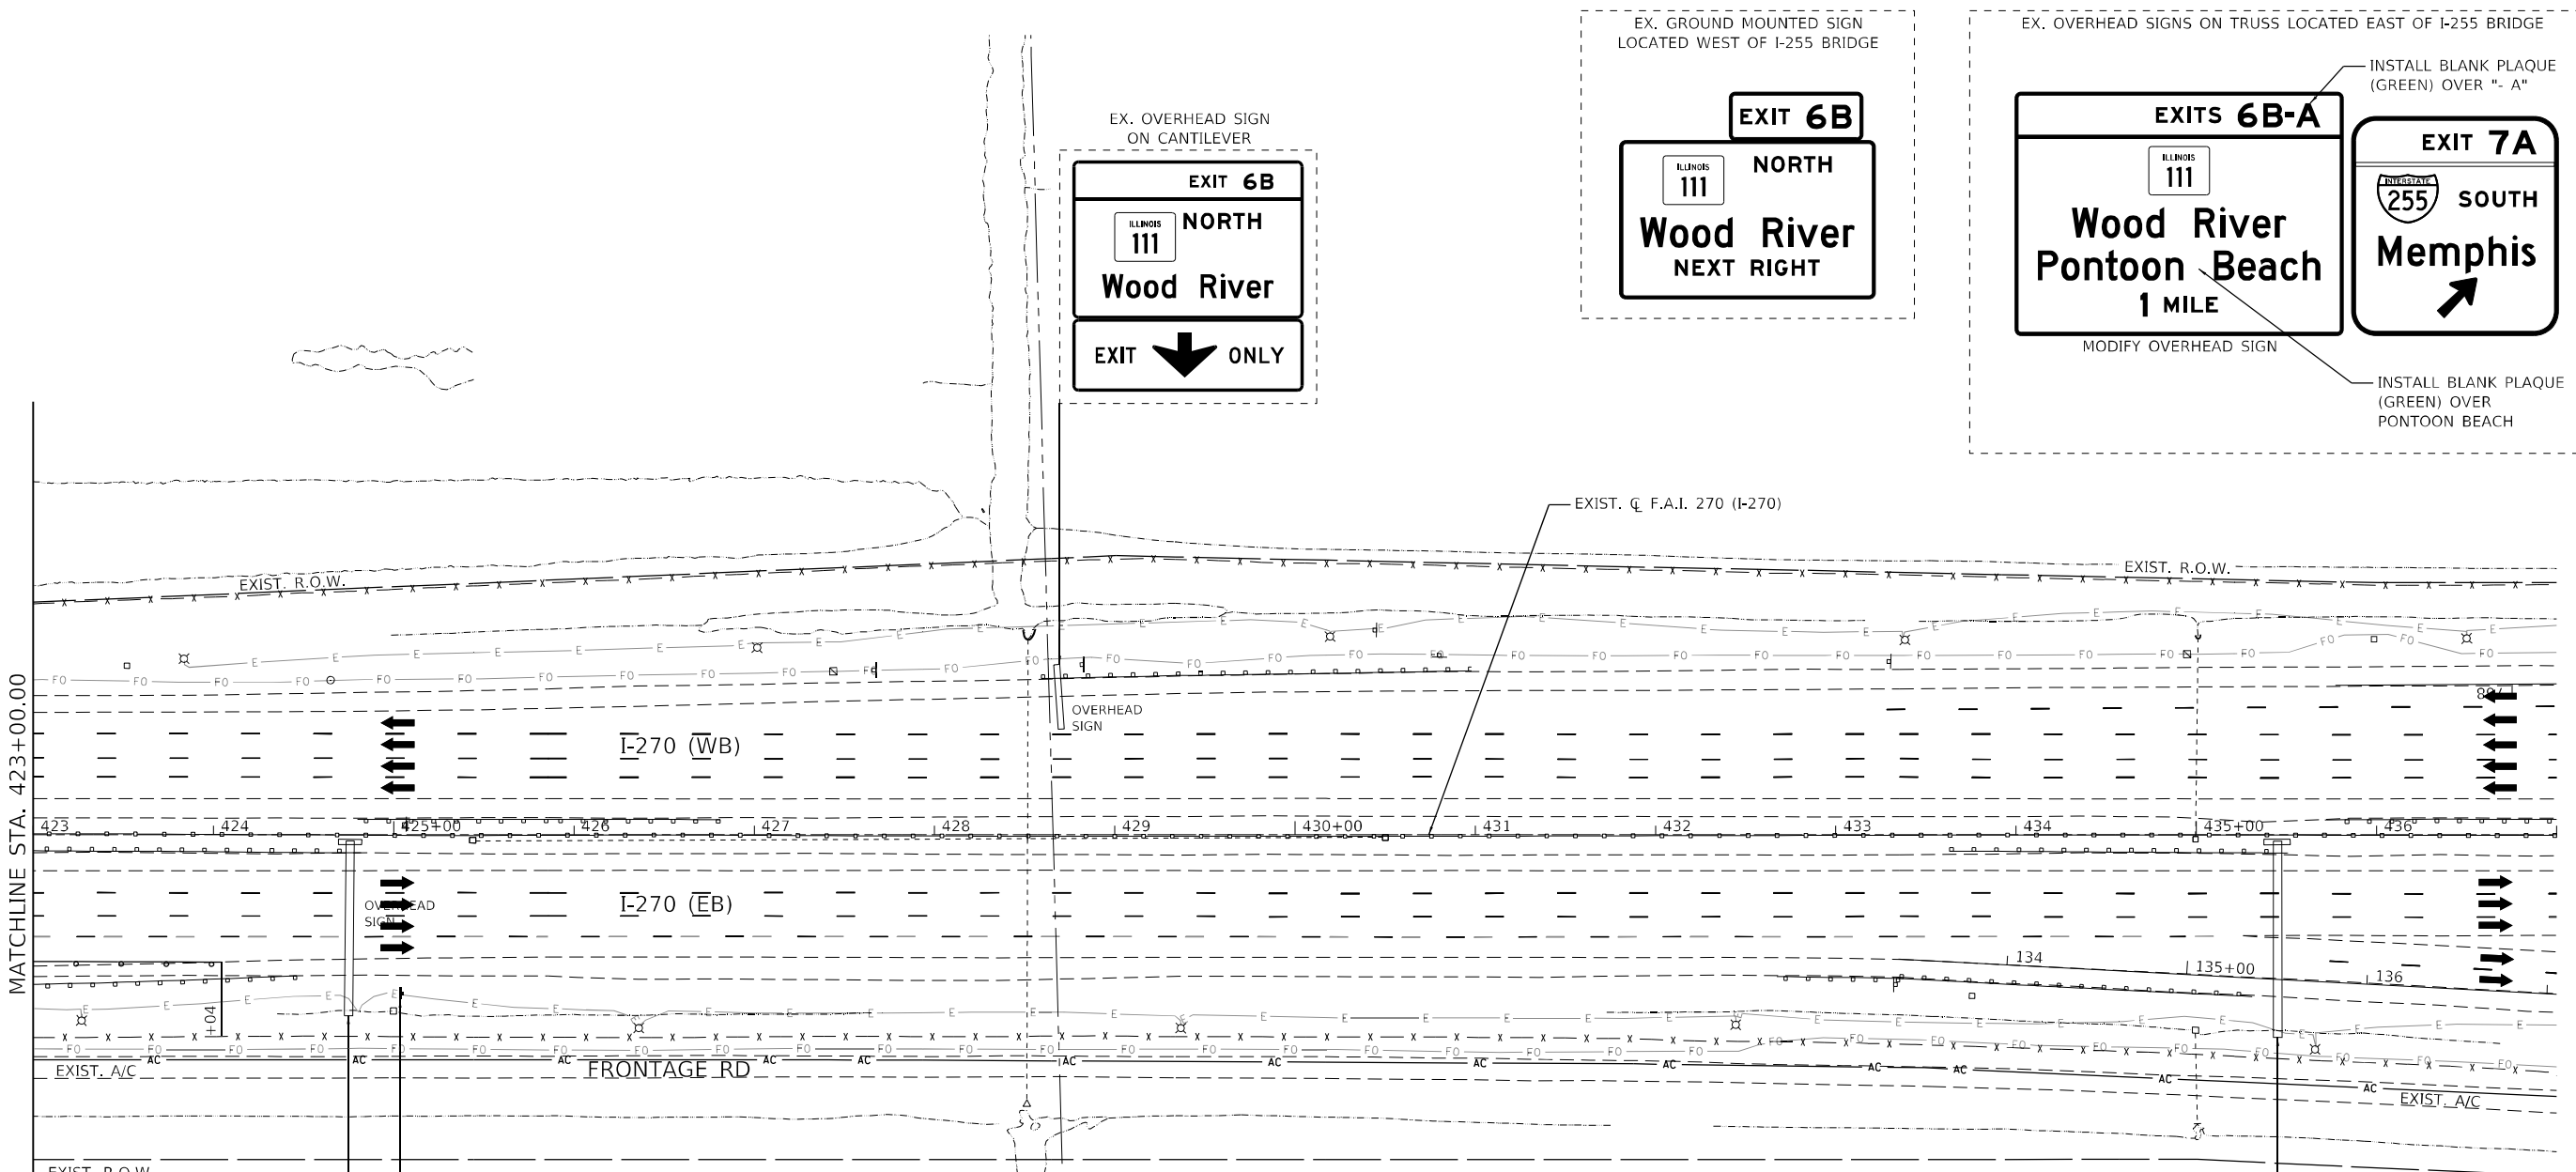 EX. GROUND MOUNTED SIGN
LOCATED WEST OF I-255 BRIDGE
EXIT 6B
ILLINOIS
111
NORTH
Wood River
NEXT RIGHT
EX. OVERHEAD SIGNS ON TRUSS LOCATED EAST OF I-255 BRIDGE
INSTALL BLANK PLAQUE
(GREEN) OVER "- A"
EXITS 6B-A
ILLINOIS
111
Wood River
Pontoon Beach
1 MILE
MODIFY OVERHEAD SIGN
EXIT 7A
INTERSTATE
255
SOUTH
Memphis
INSTALL BLANK PLAQUE
(GREEN) OVER
PONTOON BEACH
EX. OVERHEAD SIGN
ON CANTILEVER
EXIT 6B
ILLINOIS
111
NORTH
Wood River
EXIT ONLY
EXIST. ℄ F.A.I. 270 (I-270)
EXIST. R.O.W.
EXIST. R.O.W.
MATCHLINE STA. 423+00.00
OVERHEAD
SIGN
I-270 (WB)
423 424 425+00 426 427 428 429 430+00 431 432 433 434 435+00 436
I-270 (EB)
OVERHEAD
SIGN
134 135+00 136
+04
FRONTAGE RD
EXIST. A/C
EXIST. A/C
EXIST. R.O.W.